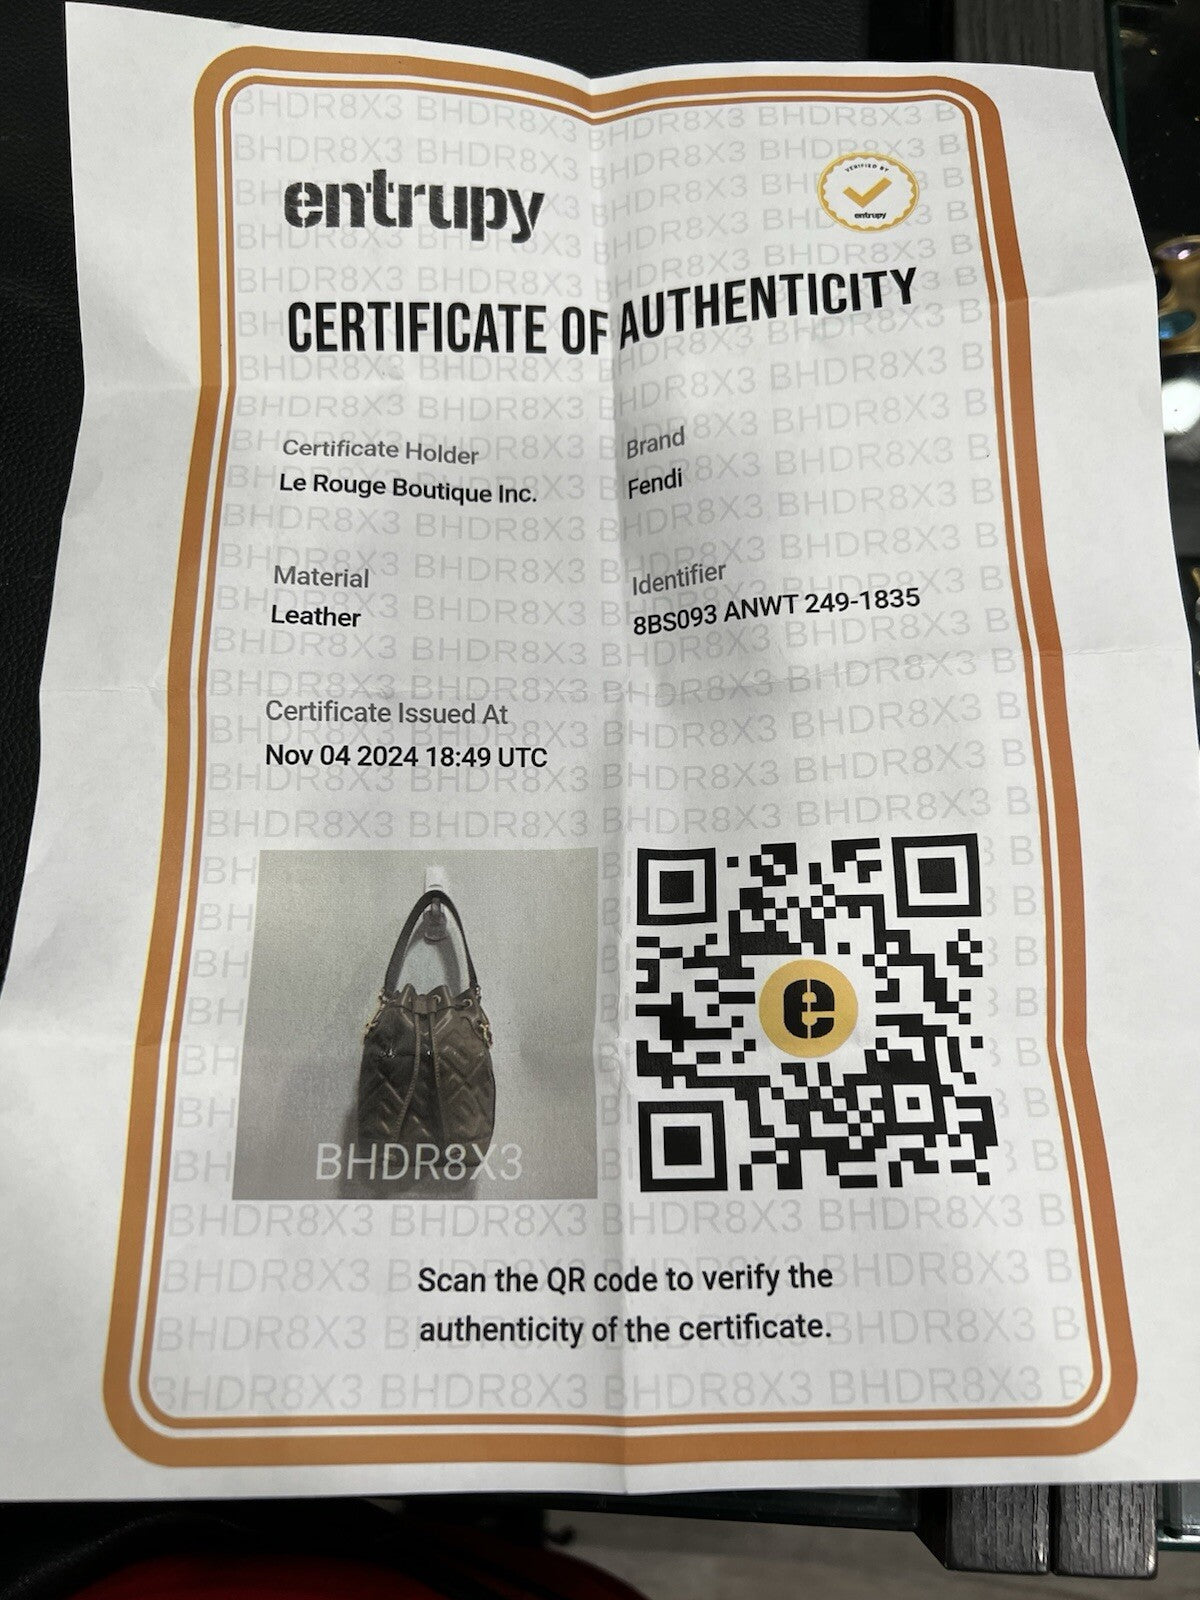 entrupy
VERIFIED BY
entrupy
CERTIFICATE OF AUTHENTICITY
Certificate Holder
Le Rouge Boutique Inc.
Brand
Fendi
Material
Leather
Identifier
8BS093 ANWT 249-1835
Certificate Issued At
Nov 04 2024 18:49 UTC
BHDR8X3
e
Scan the QR code to verify the
authenticity of the certificate.